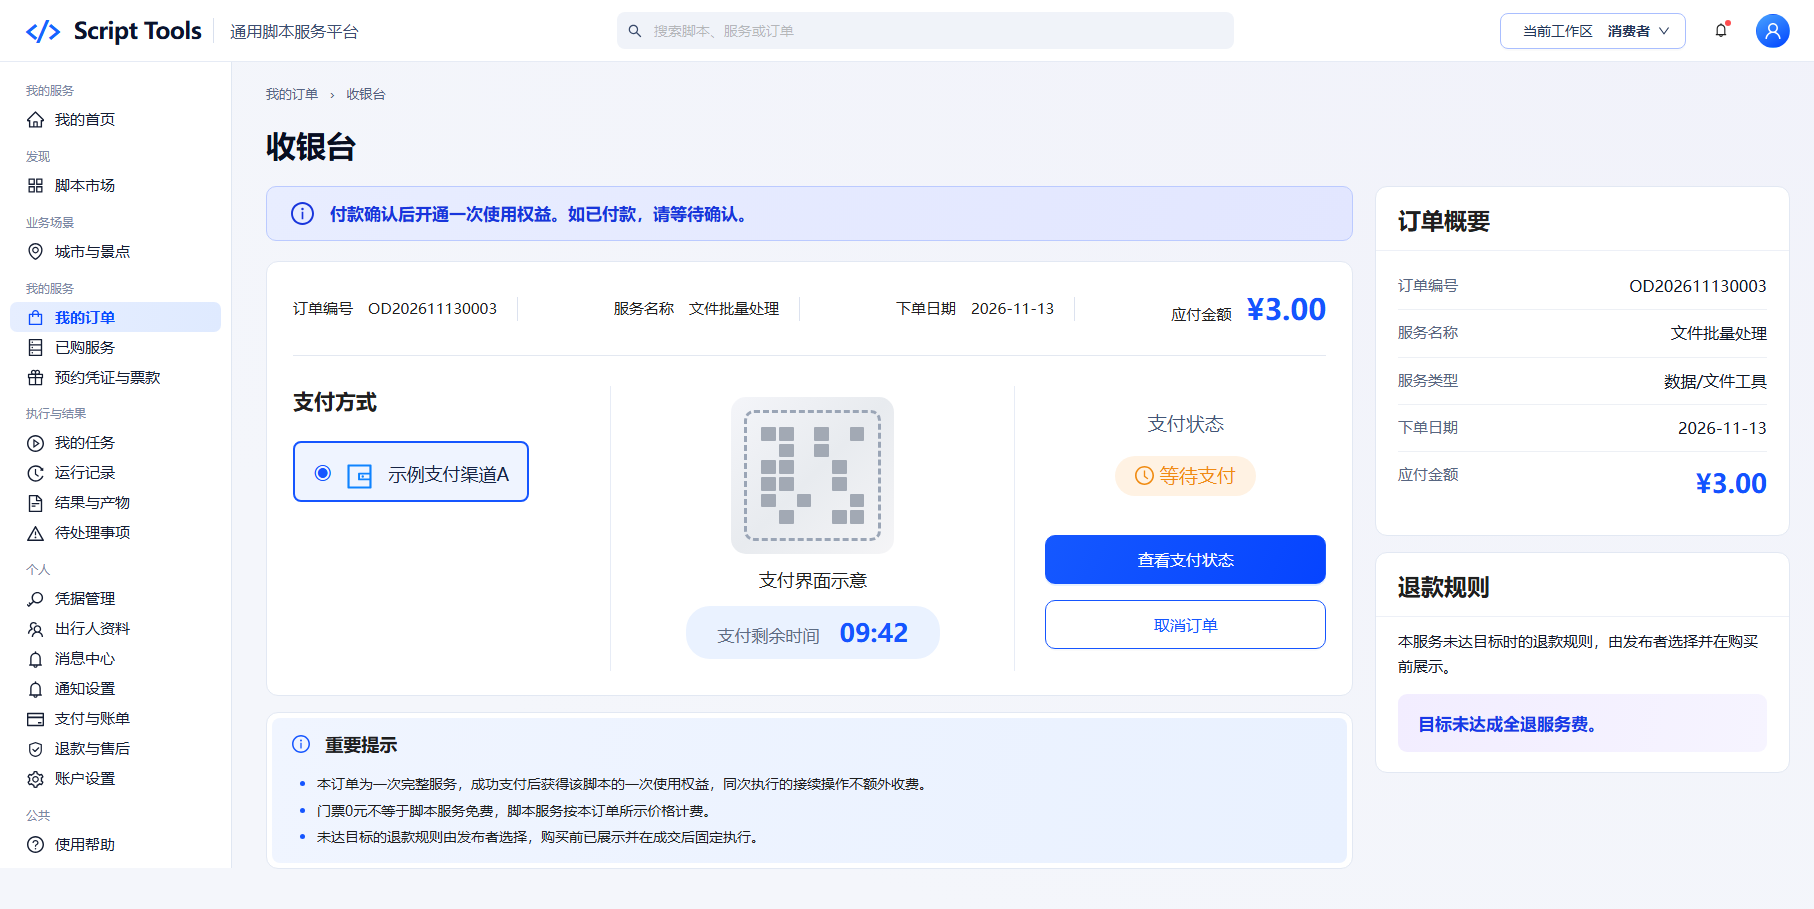 Script Tools
通用脚本服务平台
搜索脚本、服务或订单
当前工作区 消费者
我的服务
我的首页
发现
脚本市场
业务场景
城市与景点
我的服务
我的订单
已购服务
预约凭证与票款
执行与结果
我的任务
运行记录
结果与产物
待处理事项
个人
凭据管理
出行人资料
消息中心
通知设置
支付与账单
退款与售后
账户设置
公共
使用帮助
我的订单 › 收银台
收银台
付款确认后开通一次使用权益。如已付款，请等待确认。
订单编号 OD202611130003 服务名称 文件批量处理 下单日期 2026-11-13 应付金额 ¥3.00
支付方式
示例支付渠道A
支付界面示意
支付剩余时间 09:42
支付状态
等待支付
查看支付状态
取消订单
重要提示
• 本订单为一次完整服务，成功支付后获得该脚本的一次使用权益，同次执行的接续操作不额外收费。
• 门票0元不等于脚本服务免费，脚本服务按本订单所示价格计费。
• 未达目标的退款规则由发布者选择，购买前已展示并在成交后固定执行。
订单概要
订单编号 OD202611130003
服务名称 文件批量处理
服务类型 数据/文件工具
下单日期 2026-11-13
应付金额 ¥3.00
退款规则
本服务未达目标时的退款规则，由发布者选择并在购买
前展示。
目标未达成全退服务费。